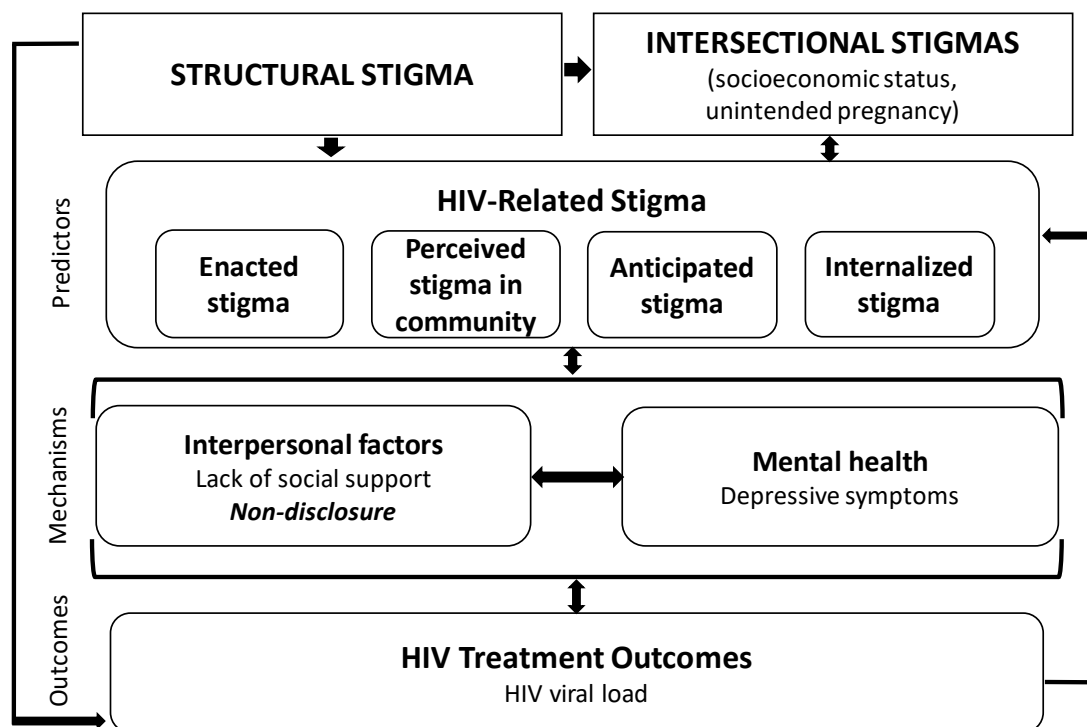 STRUCTURAL STIGMA
INTERSECTIONAL STIGMAS
(socioeconomic status,
unintended pregnancy)
Predictors
HIV-Related Stigma
Enacted
stigma
Perceived
stigma in
community
Anticipated
stigma
Internalized
stigma
Mechanisms
Interpersonal factors
Lack of social support
Non-disclosure
Mental health
Depressive symptoms
Outcomes
HIV Treatment Outcomes
HIV viral load